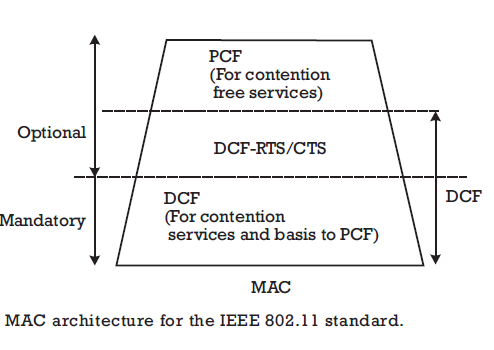 PCF
(For contention
free services)
Optional
DCF-RTS/CTS
DCF
(For contention
services and basis to PCF)
DCF
Mandatory
MAC
MAC architecture for the IEEE 802.11 standard.